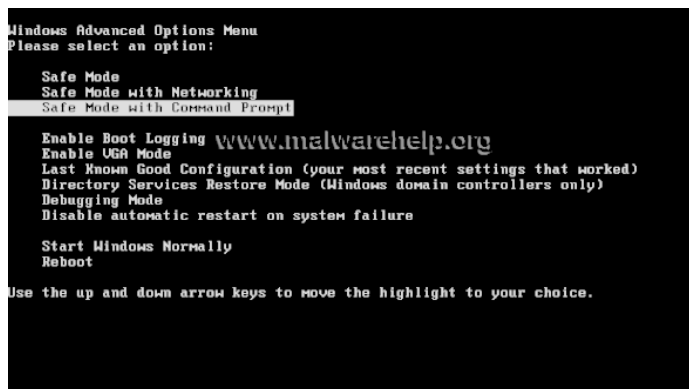 Windows Advanced Options Menu
Please select an option:
Safe Mode
Safe Mode with Networking
Safe Mode with Command Prompt
Enable Boot Logging
www.malwarehelp.org
Enable VGA Mode
Last Known Good Configuration (your most recent settings that worked)
Directory Services Restore Mode (Windows domain controllers only)
Debugging Mode
Disable automatic restart on system failure
Start Windows Normally
Reboot
Use the up and down arrow keys to move the highlight to your choice.